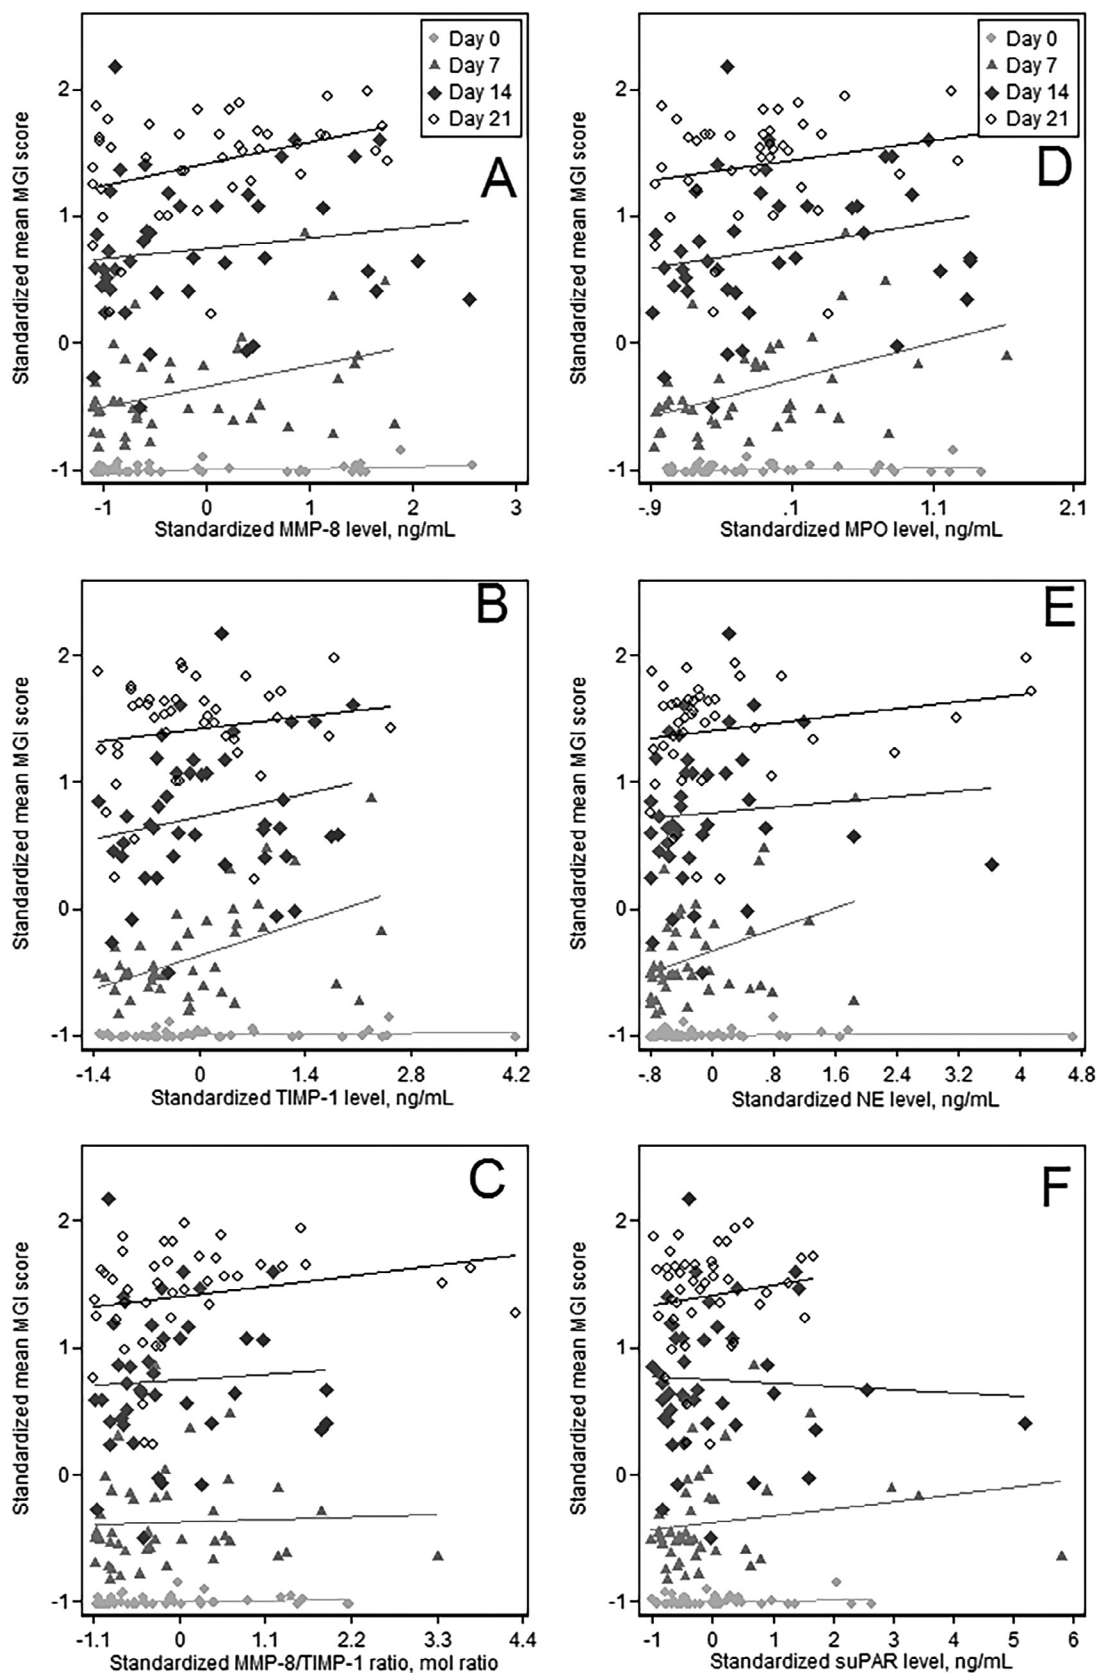 Standardized mean MGI score
2
1
0
-1
Day 0
Day 7
Day 14
Day 21
A
-1 0 1 2 3
Standardized MMP-8 level, ng/mL
Standardized mean MGI score
2
1
0
-1
Day 0
Day 7
Day 14
Day 21
D
-.9 .1 1.1 2.1
Standardized MPO level, ng/mL
Standardized mean MGI score
2
1
0
-1
B
-1.4 0 1.4 2.8 4.2
Standardized TIMP-1 level, ng/mL
Standardized mean MGI score
2
1
0
-1
E
-.8 0 .8 1.6 2.4 3.2 4 4.8
Standardized NE level, ng/mL
Standardized mean MGI score
2
1
0
-1
C
-1.1 0 1.1 2.2 3.3 4.4
Standardized MMP-8/TIMP-1 ratio, mol ratio
Standardized mean MGI score
2
1
0
-1
F
-1 0 1 2 3 4 5 6
Standardized suPAR level, ng/mL